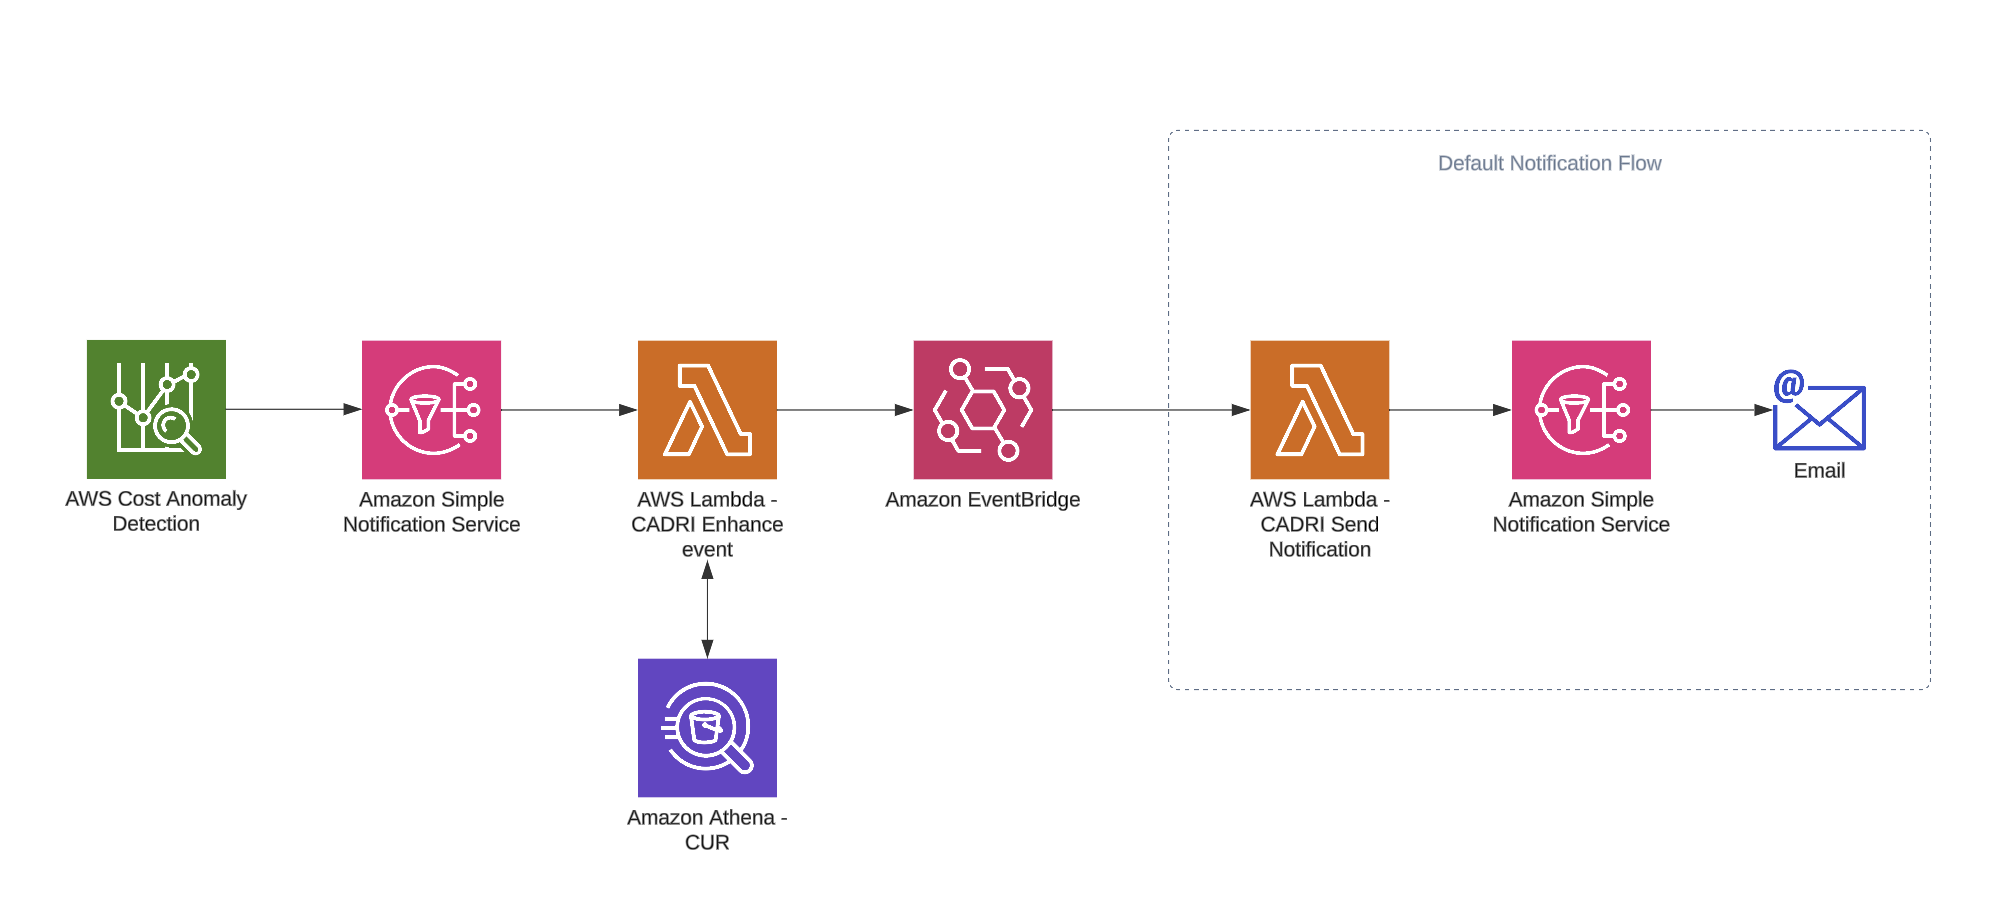 Default Notification Flow
@
AWS Cost Anomaly
Detection
Amazon Simple
Notification Service
AWS Lambda -
CADRI Enhance
event
Amazon EventBridge
AWS Lambda -
CADRI Send
Notification
Amazon Simple
Notification Service
Email
Amazon Athena -
CUR